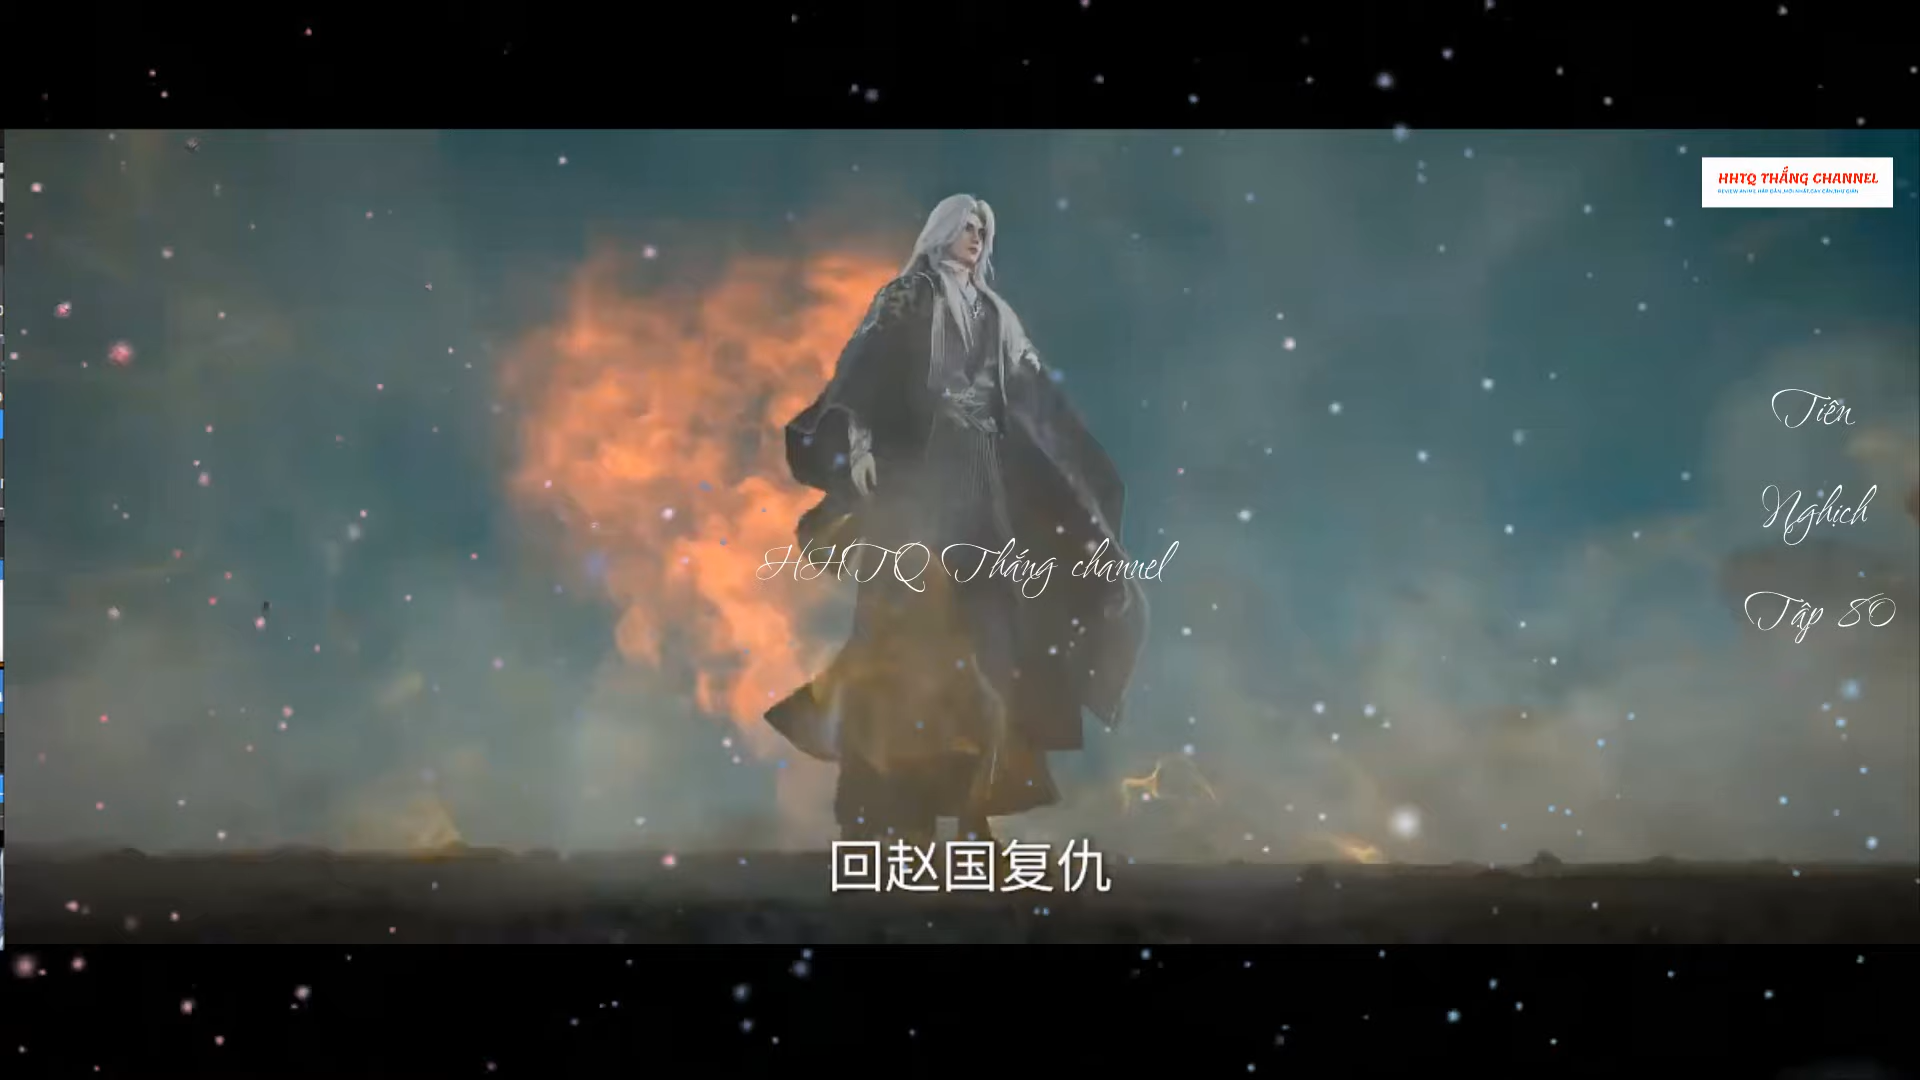 HHTQ THẮNG CHANNEL
Tiên
Nghịch
HHTQ Thắng channel
Tập 80
回赵国复仇